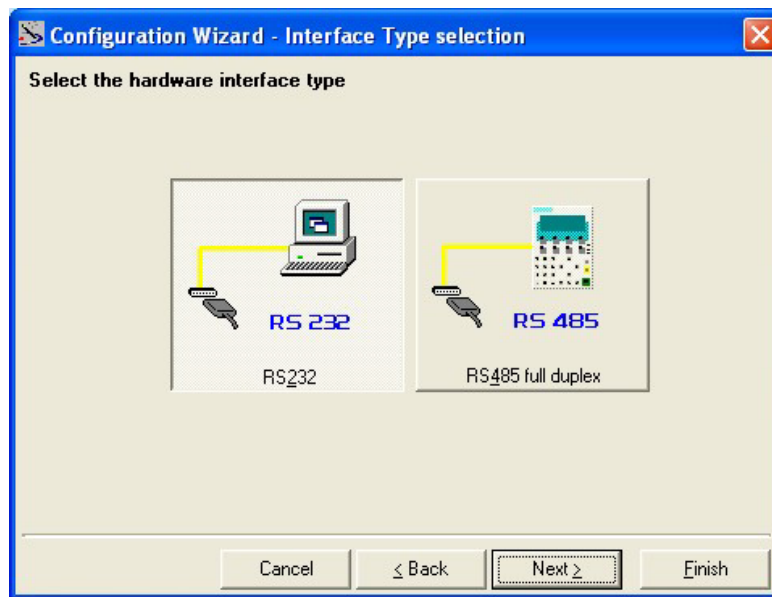 Configuration Wizard - Interface Type selection
Select the hardware interface type
RS 232
RS 485
RS232
RS485 full duplex
Cancel
< Back
Next >
Finish